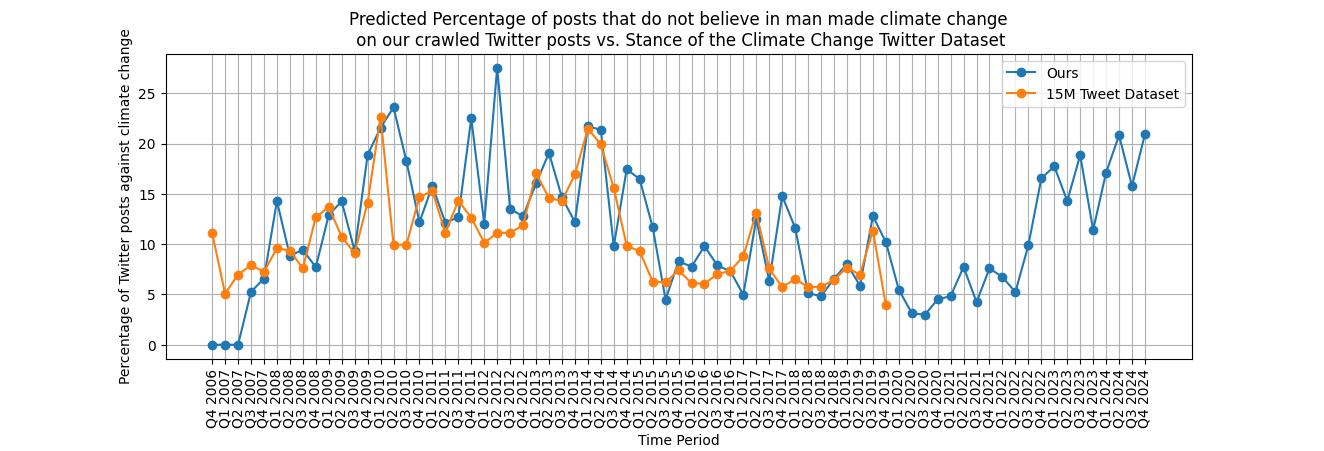 Predicted Percentage of posts that do not believe in man made climate change
on our crawled Twitter posts vs. Stance of the Climate Change Twitter Dataset
Percentage of Twitter posts against climate change
25
20
15
10
5
0
Ours
15M Tweet Dataset
Q4 2006
Q1 2007
Q2 2007
Q3 2007
Q4 2007
Q1 2008
Q2 2008
Q3 2008
Q4 2008
Q1 2009
Q2 2009
Q3 2009
Q4 2009
Q1 2010
Q2 2010
Q3 2010
Q4 2010
Q1 2011
Q2 2011
Q3 2011
Q4 2011
Q1 2012
Q2 2012
Q3 2012
Q4 2012
Q1 2013
Q2 2013
Q3 2013
Q4 2013
Q1 2014
Q2 2014
Q3 2014
Q4 2014
Q1 2015
Q2 2015
Q3 2015
Q4 2015
Q1 2016
Q2 2016
Q3 2016
Q4 2016
Q1 2017
Q2 2017
Q3 2017
Q4 2017
Q1 2018
Q2 2018
Q3 2018
Q4 2018
Q1 2019
Q2 2019
Q3 2019
Q4 2019
Q1 2020
Q2 2020
Q3 2020
Q4 2020
Q1 2021
Q2 2021
Q3 2021
Q4 2021
Q1 2022
Q2 2022
Q3 2022
Q4 2022
Q1 2023
Q2 2023
Q3 2023
Q4 2023
Q1 2024
Q2 2024
Q3 2024
Q4 2024
Time Period